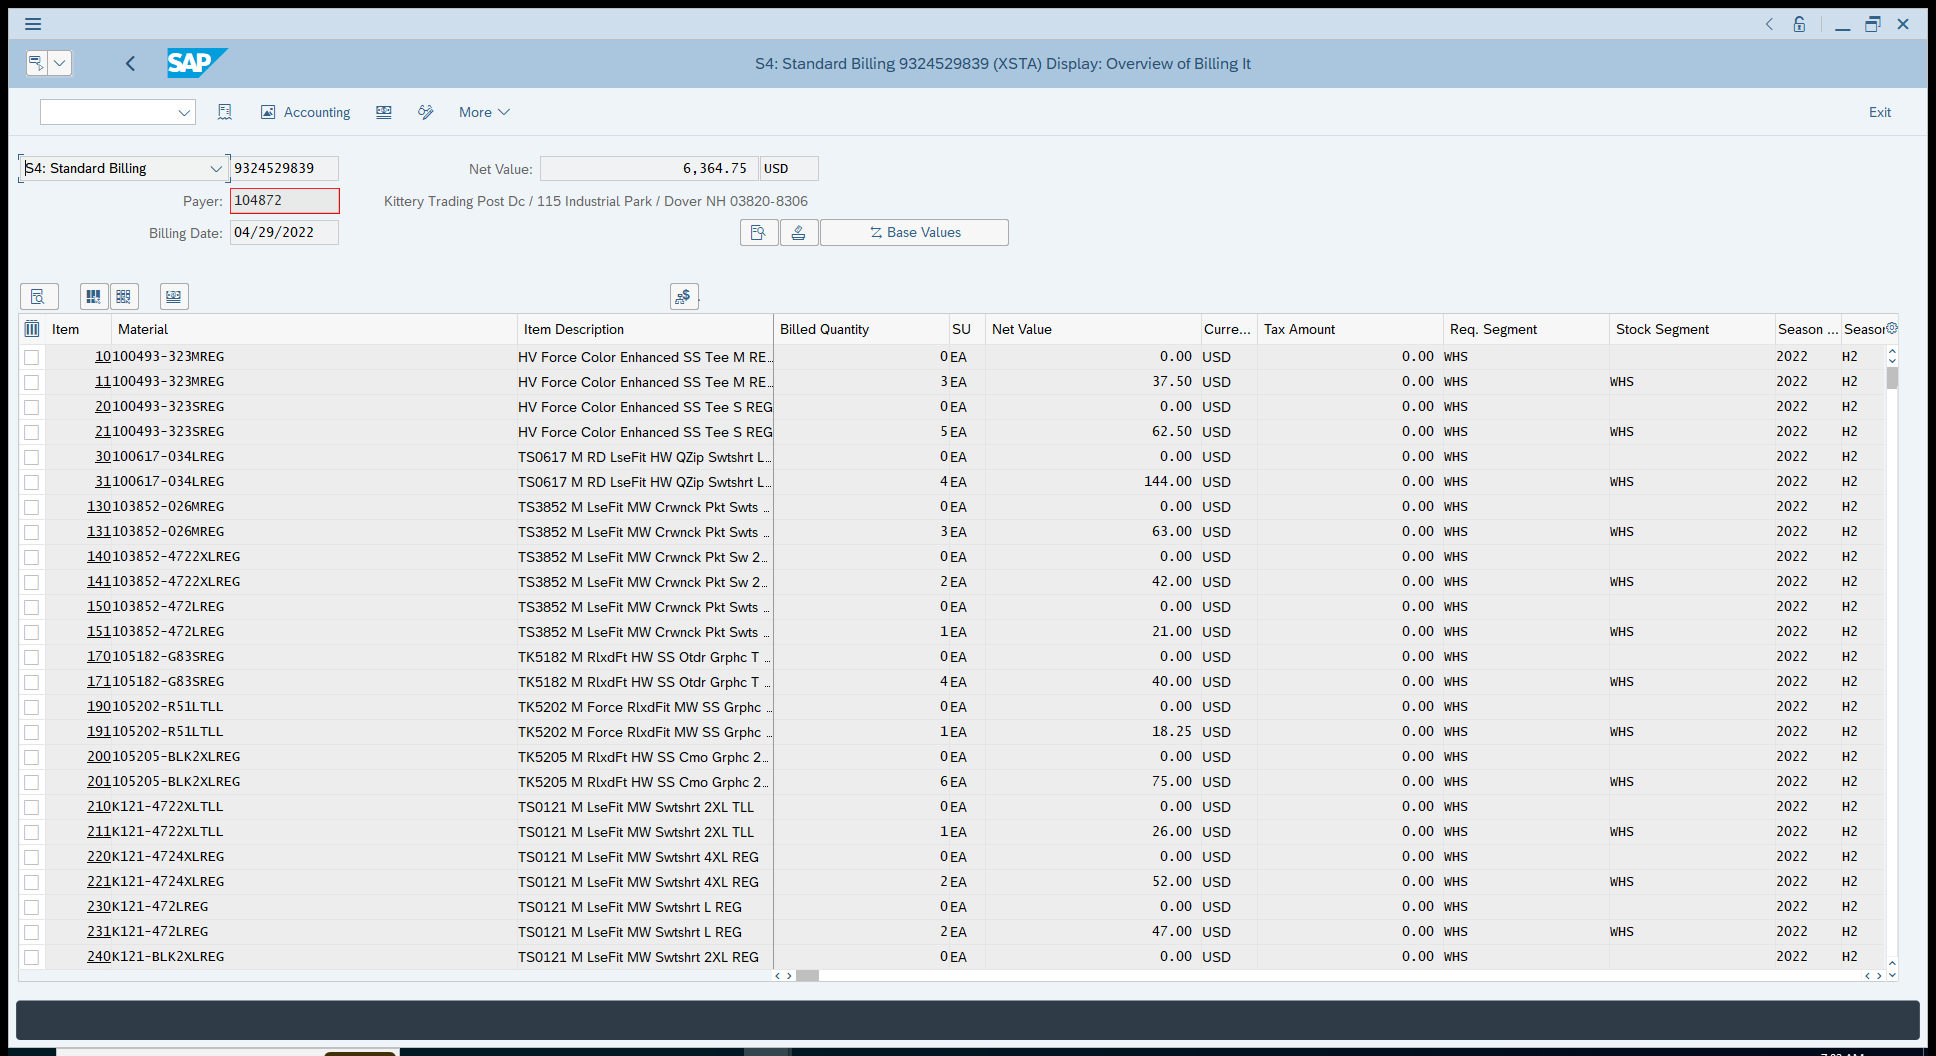 SAP
S4: Standard Billing 9324529839 (XSTA) Display: Overview of Billing It
Accounting More Exit
S4: Standard Billing 9324529839 Net Value: 6,364.75 USD
Payer: 104872 Kittery Trading Post Dc / 115 Industrial Park / Dover NH 03820-8306
Billing Date: 04/29/2022 Base Values
Item Material Item Description Billed Quantity SU Net Value Curre... Tax Amount Req. Segment Stock Segment Season ... Season
10 100493-323MREG HV Force Color Enhanced SS Tee M RE... 0 EA 0.00 USD 0.00 WHS 2022 H2
11 100493-323MREG HV Force Color Enhanced SS Tee M RE... 3 EA 37.50 USD 0.00 WHS WHS 2022 H2
20 100493-323SREG HV Force Color Enhanced SS Tee S REG 0 EA 0.00 USD 0.00 WHS 2022 H2
21 100493-323SREG HV Force Color Enhanced SS Tee S REG 5 EA 62.50 USD 0.00 WHS WHS 2022 H2
30 100617-034LREG TS0617 M RD LseFit HW QZip Swtshrt L... 0 EA 0.00 USD 0.00 WHS 2022 H2
31 100617-034LREG TS0617 M RD LseFit HW QZip Swtshrt L... 4 EA 144.00 USD 0.00 WHS WHS 2022 H2
130 103852-026MREG TS3852 M LseFit MW Crwnck Pkt Swts ... 0 EA 0.00 USD 0.00 WHS 2022 H2
131 103852-026MREG TS3852 M LseFit MW Crwnck Pkt Swts ... 3 EA 63.00 USD 0.00 WHS WHS 2022 H2
140 103852-4722XLREG TS3852 M LseFit MW Crwnck Pkt Sw 2... 0 EA 0.00 USD 0.00 WHS 2022 H2
141 103852-4722XLREG TS3852 M LseFit MW Crwnck Pkt Sw 2... 2 EA 42.00 USD 0.00 WHS WHS 2022 H2
150 103852-472LREG TS3852 M LseFit MW Crwnck Pkt Swts ... 0 EA 0.00 USD 0.00 WHS 2022 H2
151 103852-472LREG TS3852 M LseFit MW Crwnck Pkt Swts ... 1 EA 21.00 USD 0.00 WHS WHS 2022 H2
170 105182-G83SREG TK5182 M RlxdFt HW SS Otdr Grphc T ... 0 EA 0.00 USD 0.00 WHS 2022 H2
171 105182-G83SREG TK5182 M RlxdFt HW SS Otdr Grphc T ... 4 EA 40.00 USD 0.00 WHS WHS 2022 H2
190 105202-R51LTLL TK5202 M Force RlxdFit MW SS Grphc ... 0 EA 0.00 USD 0.00 WHS 2022 H2
191 105202-R51LTLL TK5202 M Force RlxdFit MW SS Grphc ... 1 EA 18.25 USD 0.00 WHS WHS 2022 H2
200 105205-BLK2XLREG TK5205 M RlxdFt HW SS Cmo Grphc 2... 0 EA 0.00 USD 0.00 WHS 2022 H2
201 105205-BLK2XLREG TK5205 M RlxdFt HW SS Cmo Grphc 2... 6 EA 75.00 USD 0.00 WHS WHS 2022 H2
210 K121-4722XLTLL TS0121 M LseFit MW Swtshrt 2XL TLL 0 EA 0.00 USD 0.00 WHS 2022 H2
211 K121-4722XLTLL TS0121 M LseFit MW Swtshrt 2XL TLL 1 EA 26.00 USD 0.00 WHS WHS 2022 H2
220 K121-4724XLREG TS0121 M LseFit MW Swtshrt 4XL REG 0 EA 0.00 USD 0.00 WHS 2022 H2
221 K121-4724XLREG TS0121 M LseFit MW Swtshrt 4XL REG 2 EA 52.00 USD 0.00 WHS WHS 2022 H2
230 K121-472LREG TS0121 M LseFit MW Swtshrt L REG 0 EA 0.00 USD 0.00 WHS 2022 H2
231 K121-472LREG TS0121 M LseFit MW Swtshrt L REG 2 EA 47.00 USD 0.00 WHS WHS 2022 H2
240 K121-BLK2XLREG TS0121 M LseFit MW Swtshrt 2XL REG 0 EA 0.00 USD 0.00 WHS 2022 H2